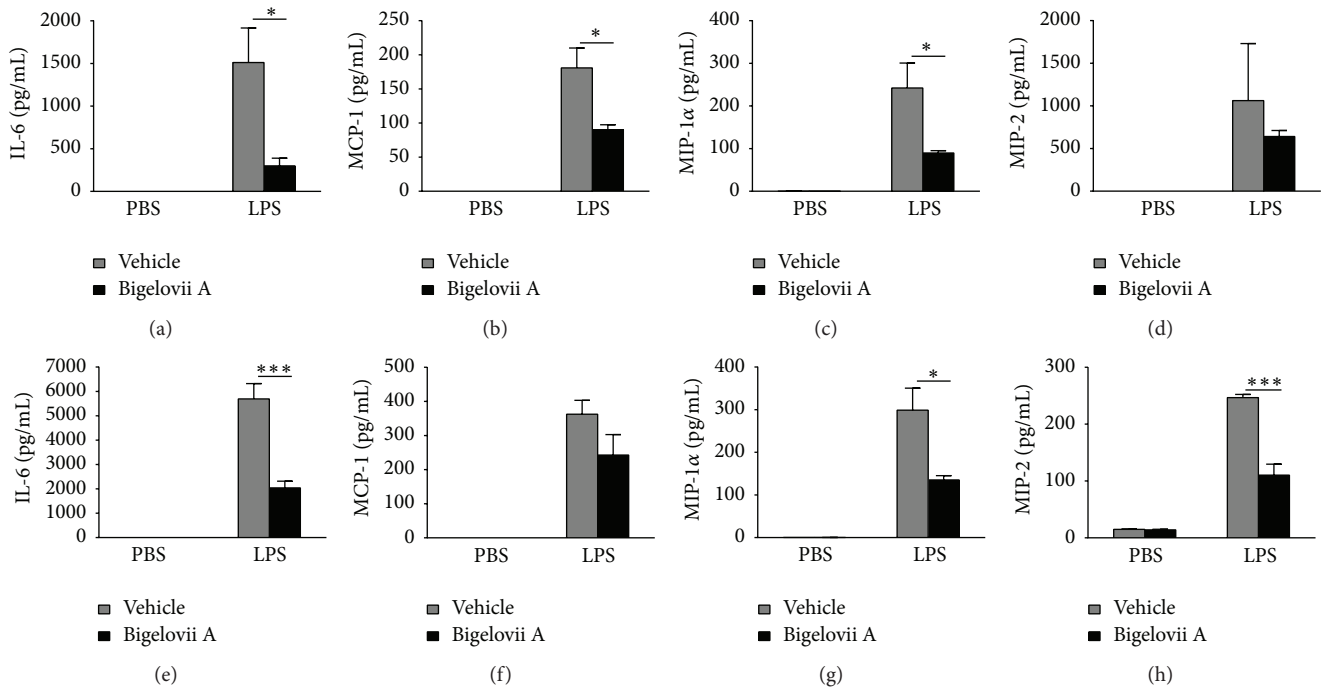 2000
1500
1000
500
0
IL-6 (pg/mL)
*
PBS
LPS
Vehicle
Bigelovii A
(a)
250
200
150
100
50
0
MCP-1 (pg/mL)
*
PBS
LPS
Vehicle
Bigelovii A
(b)
400
300
200
100
0
MIP-1α (pg/mL)
*
PBS
LPS
Vehicle
Bigelovii A
(c)
2000
1500
1000
500
0
MIP-2 (pg/mL)
PBS
LPS
Vehicle
Bigelovii A
(d)
7000
6000
5000
4000
3000
2000
1000
0
IL-6 (pg/mL)
***
PBS
LPS
Vehicle
Bigelovii A
(e)
500
400
300
200
100
0
MCP-1 (pg/mL)
PBS
LPS
Vehicle
Bigelovii A
(f)
400
300
200
100
0
MIP-1α (pg/mL)
*
PBS
LPS
Vehicle
Bigelovii A
(g)
300
200
100
0
MIP-2 (pg/mL)
***
PBS
LPS
Vehicle
Bigelovii A
(h)